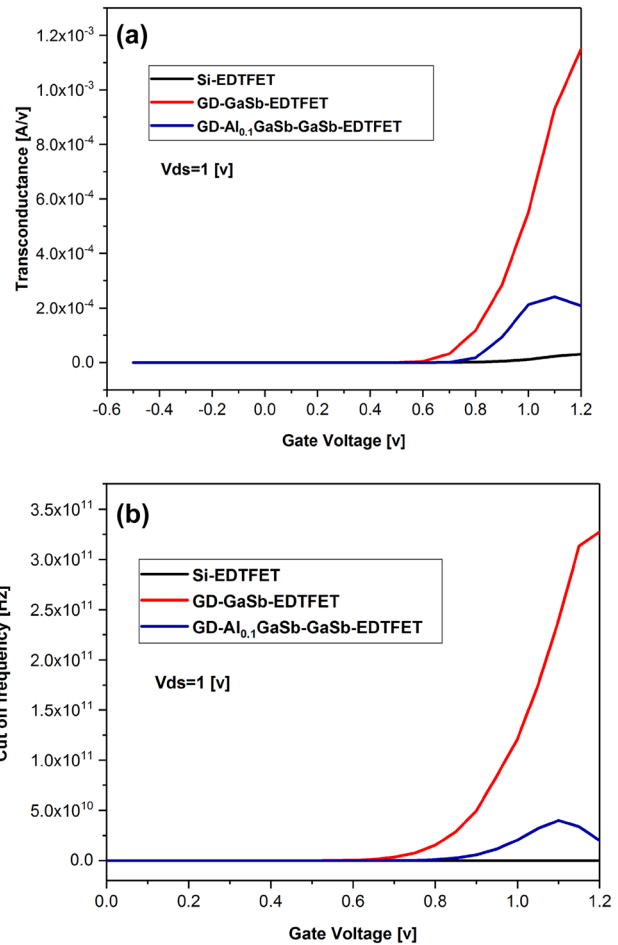 (a)
1.2x10⁻³
1.0x10⁻³
8.0x10⁻⁴
6.0x10⁻⁴
4.0x10⁻⁴
2.0x10⁻⁴
0.0
Transconductance [A/v]
Si-EDTFET
GD-GaSb-EDTFET
GD-Al₀.₁GaSb-GaSb-EDTFET
Vds=1 [v]
-0.6 -0.4 -0.2 0.0 0.2 0.4 0.6 0.8 1.0 1.2
Gate Voltage [v]
(b)
3.5x10¹¹
3.0x10¹¹
2.5x10¹¹
2.0x10¹¹
1.5x10¹¹
1.0x10¹¹
5.0x10¹⁰
0.0
Cut off frequency [Hz]
Si-EDTFET
GD-GaSb-EDTFET
GD-Al₀.₁GaSb-GaSb-EDTFET
Vds=1 [v]
0.0 0.2 0.4 0.6 0.8 1.0 1.2
Gate Voltage [v]